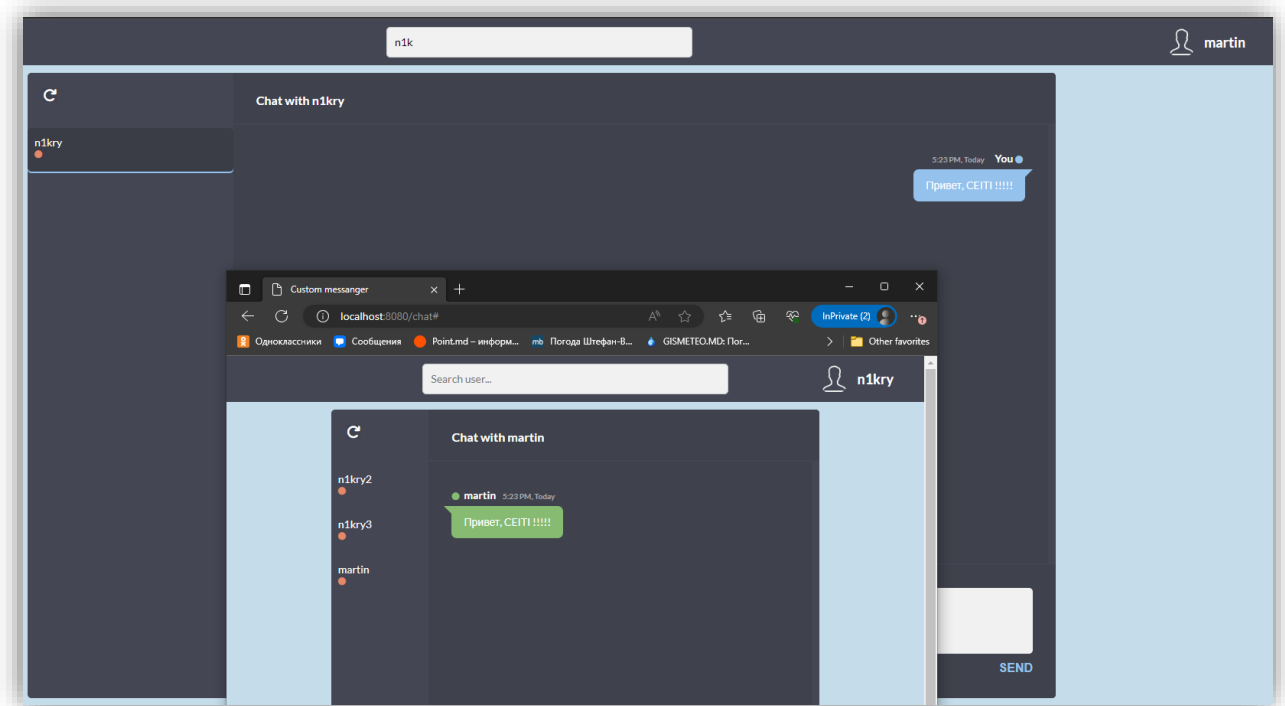 n1k
martin
Chat with n1kry
n1kry
5:23 PM, Today You
Привет, CEITI !!!!!
Custom messanger
localhost:8080/chat#
InPrivate (2)
Одноклассники Сообщения Point.md – информ... mb Погода Штефан-В... GISMETEO.MD: Пог... Other favorites
Search user...
n1kry
Chat with martin
n1kry2
martin 5:23 PM, Today
Привет, CEITI !!!!!
n1kry3
martin
SEND